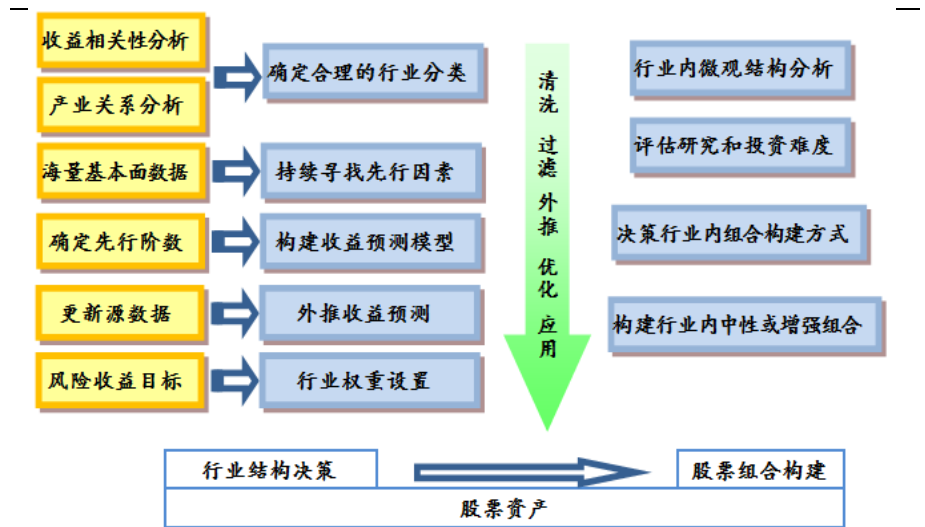 收益相关性分析
产业关系分析
确定合理的行业分类
海量基本面数据
持续寻找先行因素
确定先行阶数
构建收益预测模型
更新源数据
外推收益预测
风险收益目标
行业权重设置
清洗
过滤
外推
优化
应用
行业内微观结构分析
评估研究和投资难度
决策行业内组合构建方式
构建行业内中性或增强组合
行业结构决策
股票组合构建
股票资产